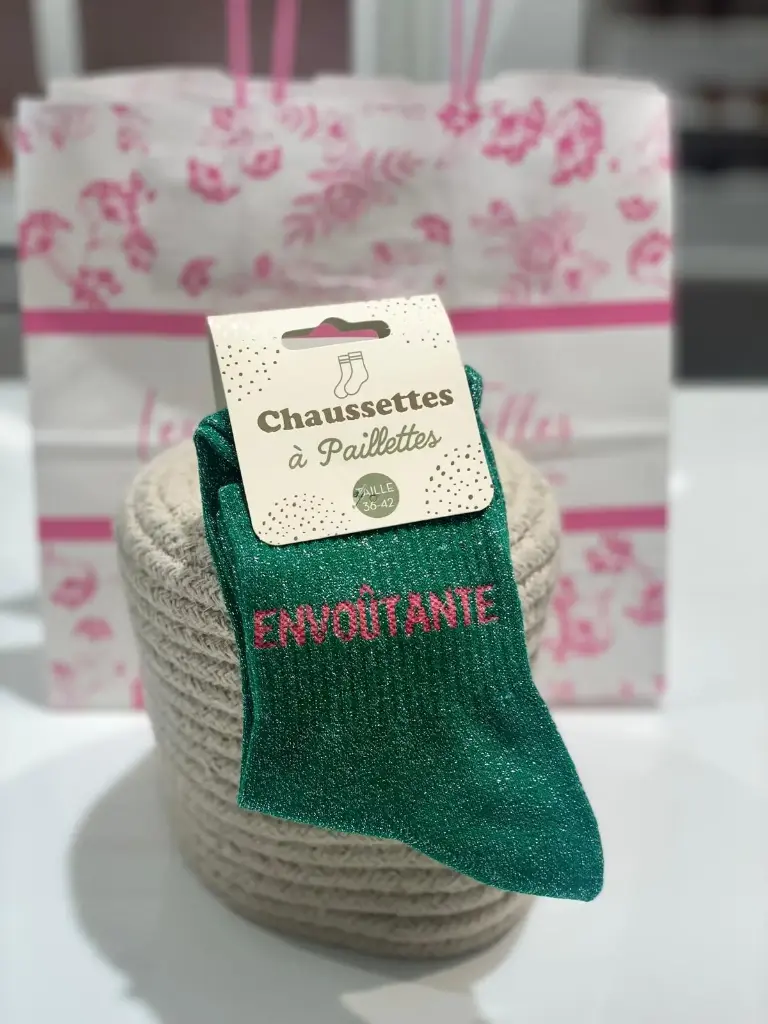 Chaussettes
à Paillettes
TAILLE
36-42
ENVOÛTANTE